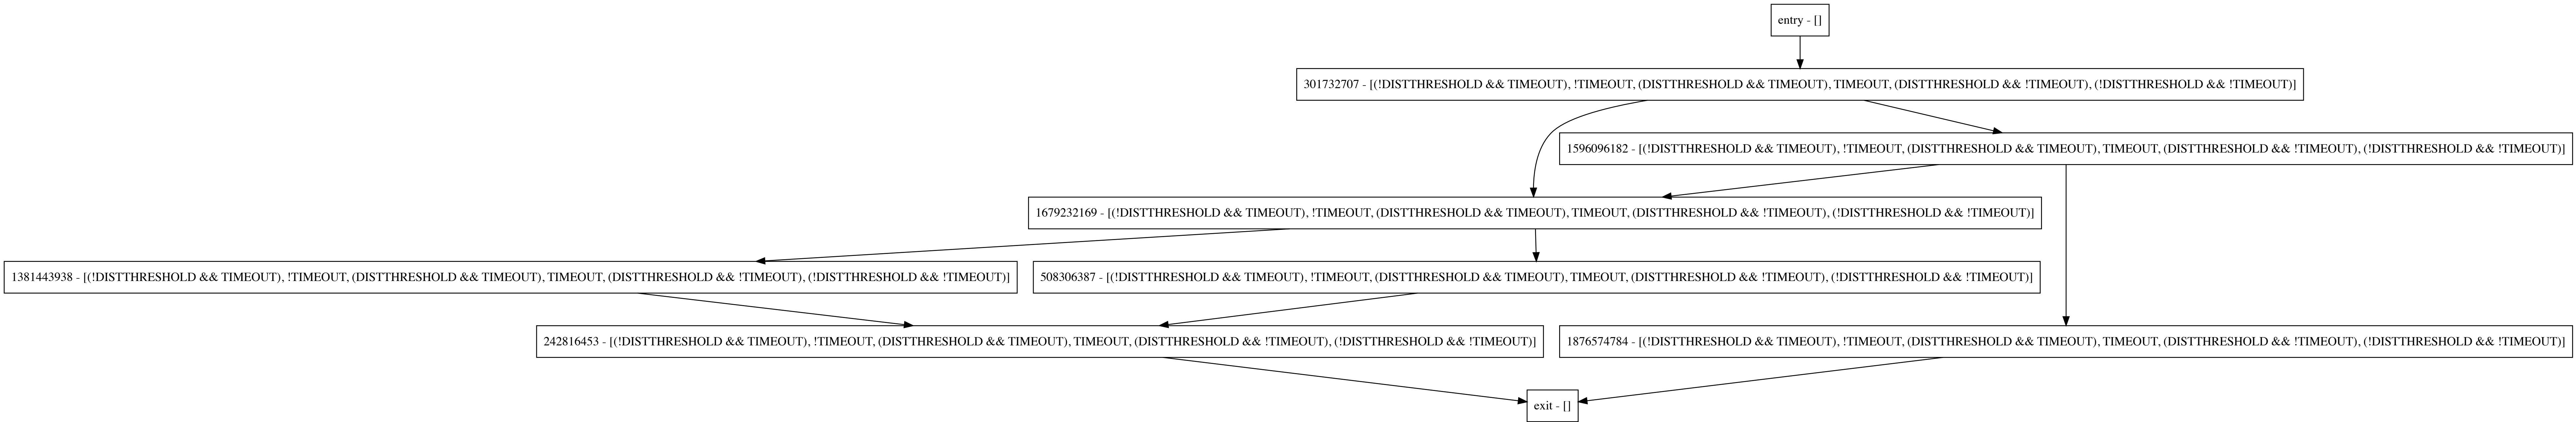 entry - []
301732707 - [(!DISTTHRESHOLD && TIMEOUT), !TIMEOUT, (DISTTHRESHOLD && TIMEOUT), TIMEOUT, (DISTTHRESHOLD && !TIMEOUT), (!DISTTHRESHOLD && !TIMEOUT)]
1596096182 - [(!DISTTHRESHOLD && TIMEOUT), !TIMEOUT, (DISTTHRESHOLD && TIMEOUT), TIMEOUT, (DISTTHRESHOLD && !TIMEOUT), (!DISTTHRESHOLD && !TIMEOUT)]
1679232169 - [(!DISTTHRESHOLD && TIMEOUT), !TIMEOUT, (DISTTHRESHOLD && TIMEOUT), TIMEOUT, (DISTTHRESHOLD && !TIMEOUT), (!DISTTHRESHOLD && !TIMEOUT)]
1381443938 - [(!DISTTHRESHOLD && TIMEOUT), !TIMEOUT, (DISTTHRESHOLD && TIMEOUT), TIMEOUT, (DISTTHRESHOLD && !TIMEOUT), (!DISTTHRESHOLD && !TIMEOUT)]
508306387 - [(!DISTTHRESHOLD && TIMEOUT), !TIMEOUT, (DISTTHRESHOLD && TIMEOUT), TIMEOUT, (DISTTHRESHOLD && !TIMEOUT), (!DISTTHRESHOLD && !TIMEOUT)]
242816453 - [(!DISTTHRESHOLD && TIMEOUT), !TIMEOUT, (DISTTHRESHOLD && TIMEOUT), TIMEOUT, (DISTTHRESHOLD && !TIMEOUT), (!DISTTHRESHOLD && !TIMEOUT)]
1876574784 - [(!DISTTHRESHOLD && TIMEOUT), !TIMEOUT, (DISTTHRESHOLD && TIMEOUT), TIMEOUT, (DISTTHRESHOLD && !TIMEOUT), (!DISTTHRESHOLD && !TIMEOUT)]
exit - []